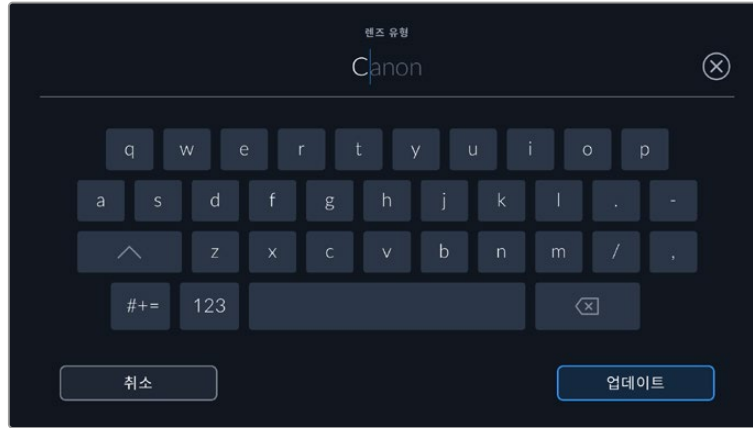 렌즈 유형
Canon
q w e r t y u i o p
a s d f g h j k l . -
z x c v b n m / ,
#+= 123
취소 업데이트